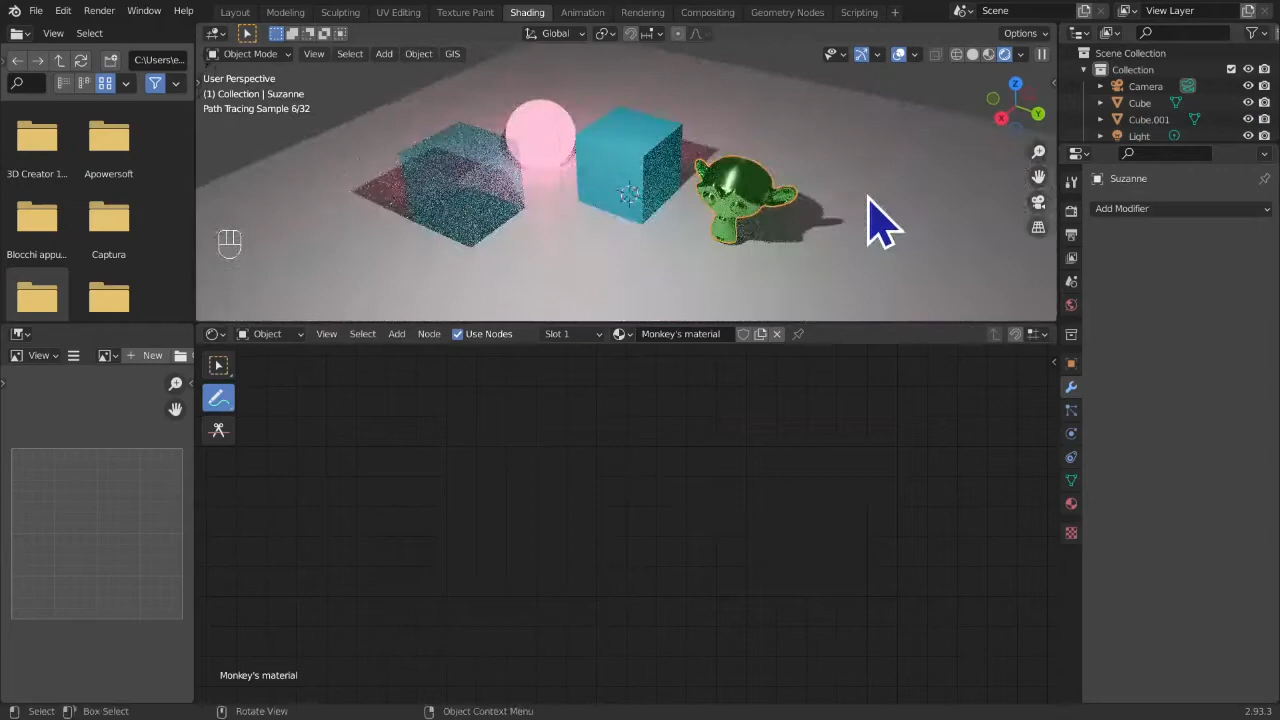 File Edit Render Window Help
Layout Modeling Sculpting UV Editing Texture Paint Shading Animation Rendering Compositing Geometry Nodes Scripting +
Scene
View Layer
View Select
C:\Users\e...
3D Creator 1...
Apowersoft
Blocchi appu...
Captura
View
New
Global
Options
Object Mode View Select Add Object GIS
User Perspective
(1) Collection | Suzanne
Path Tracing Sample 6/32
X
Y
Z
Object View Select Add Node Use Nodes Slot 1 Monkey's material
Monkey's material
Scene Collection
Collection
Camera
Cube
Cube.001
Light
Suzanne
Add Modifier
Select Box Select Rotate View Object Context Menu 2.93.3